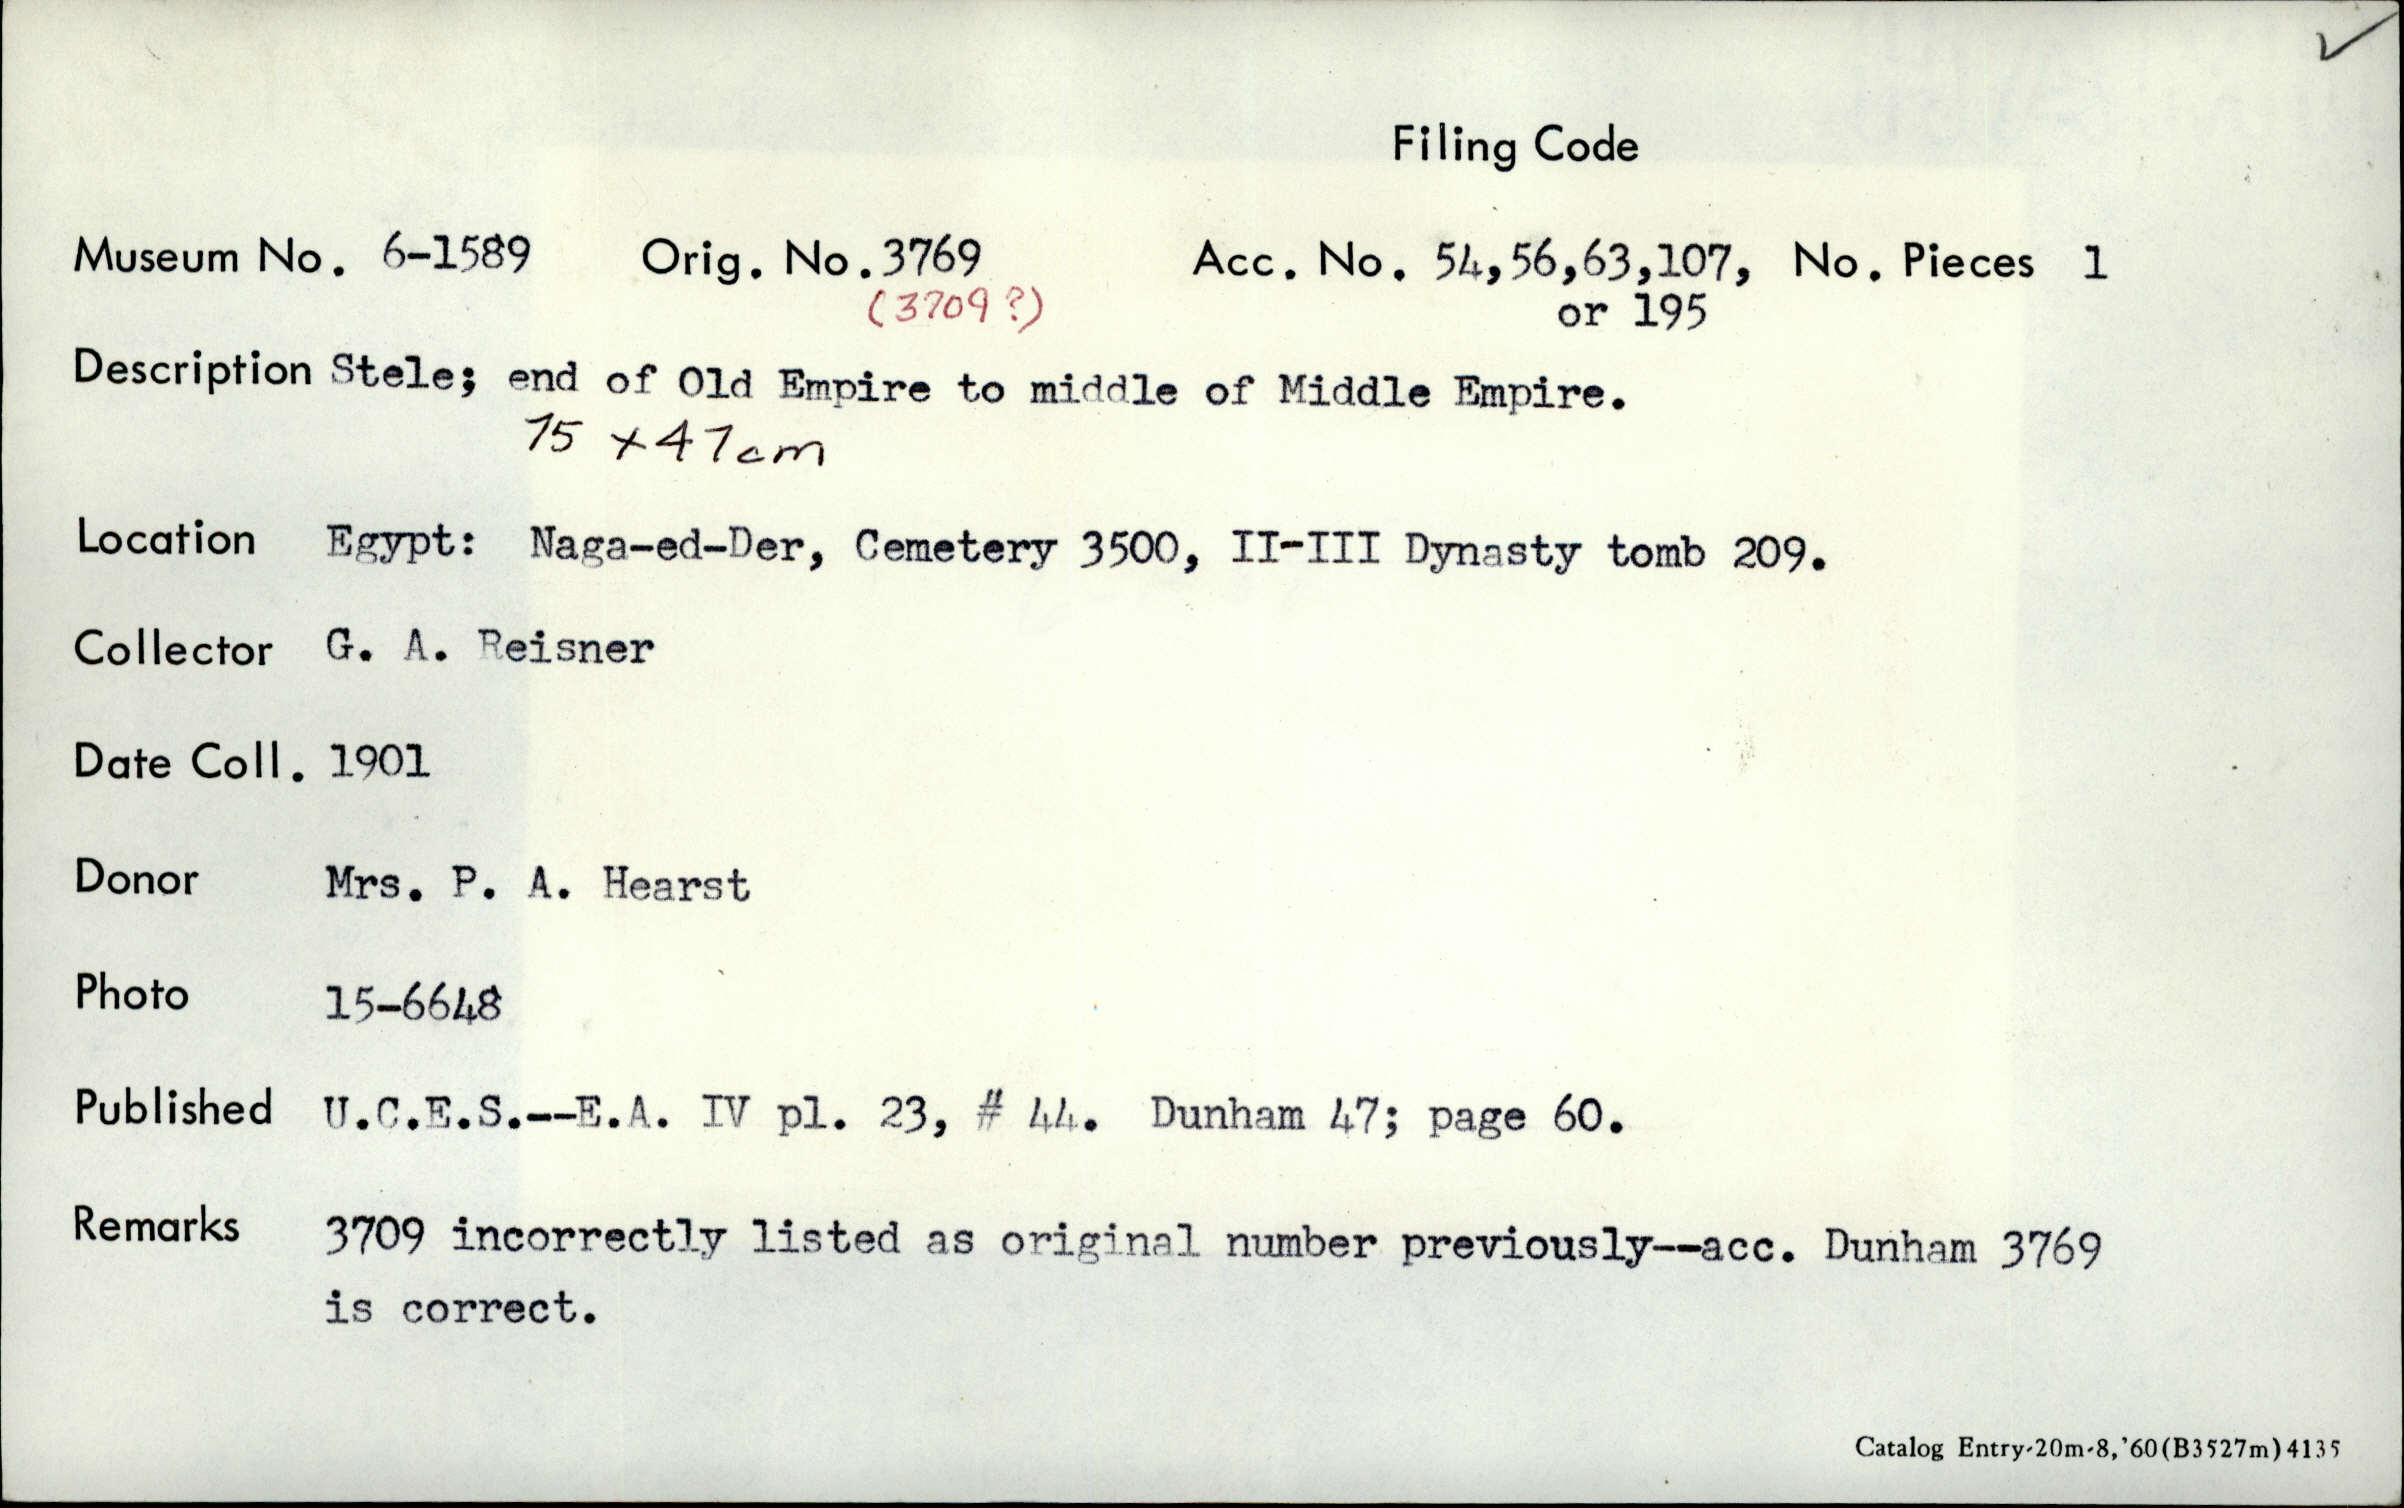 Filing Code
Museum No. 6-1589 Orig. No. 3769 Acc. No. 54,56,63,107, No. Pieces 1
(3709?) or 195
Description Stele; end of Old Empire to middle of Middle Empire.
75 x 47cm
Location Egypt: Naga-ed-Der, Cemetery 3500, II-III Dynasty tomb 209.
Collector G. A. Reisner
Date Coll. 1901
Donor Mrs. P. A. Hearst
Photo 15-6648
Published U.C.E.S.--E.A. IV pl. 23, # 44. Dunham 47; page 60.
Remarks 3709 incorrectly listed as original number previously--acc. Dunham 3769
is correct.
Catalog Entry-20m-8,'60(B3527m)4135